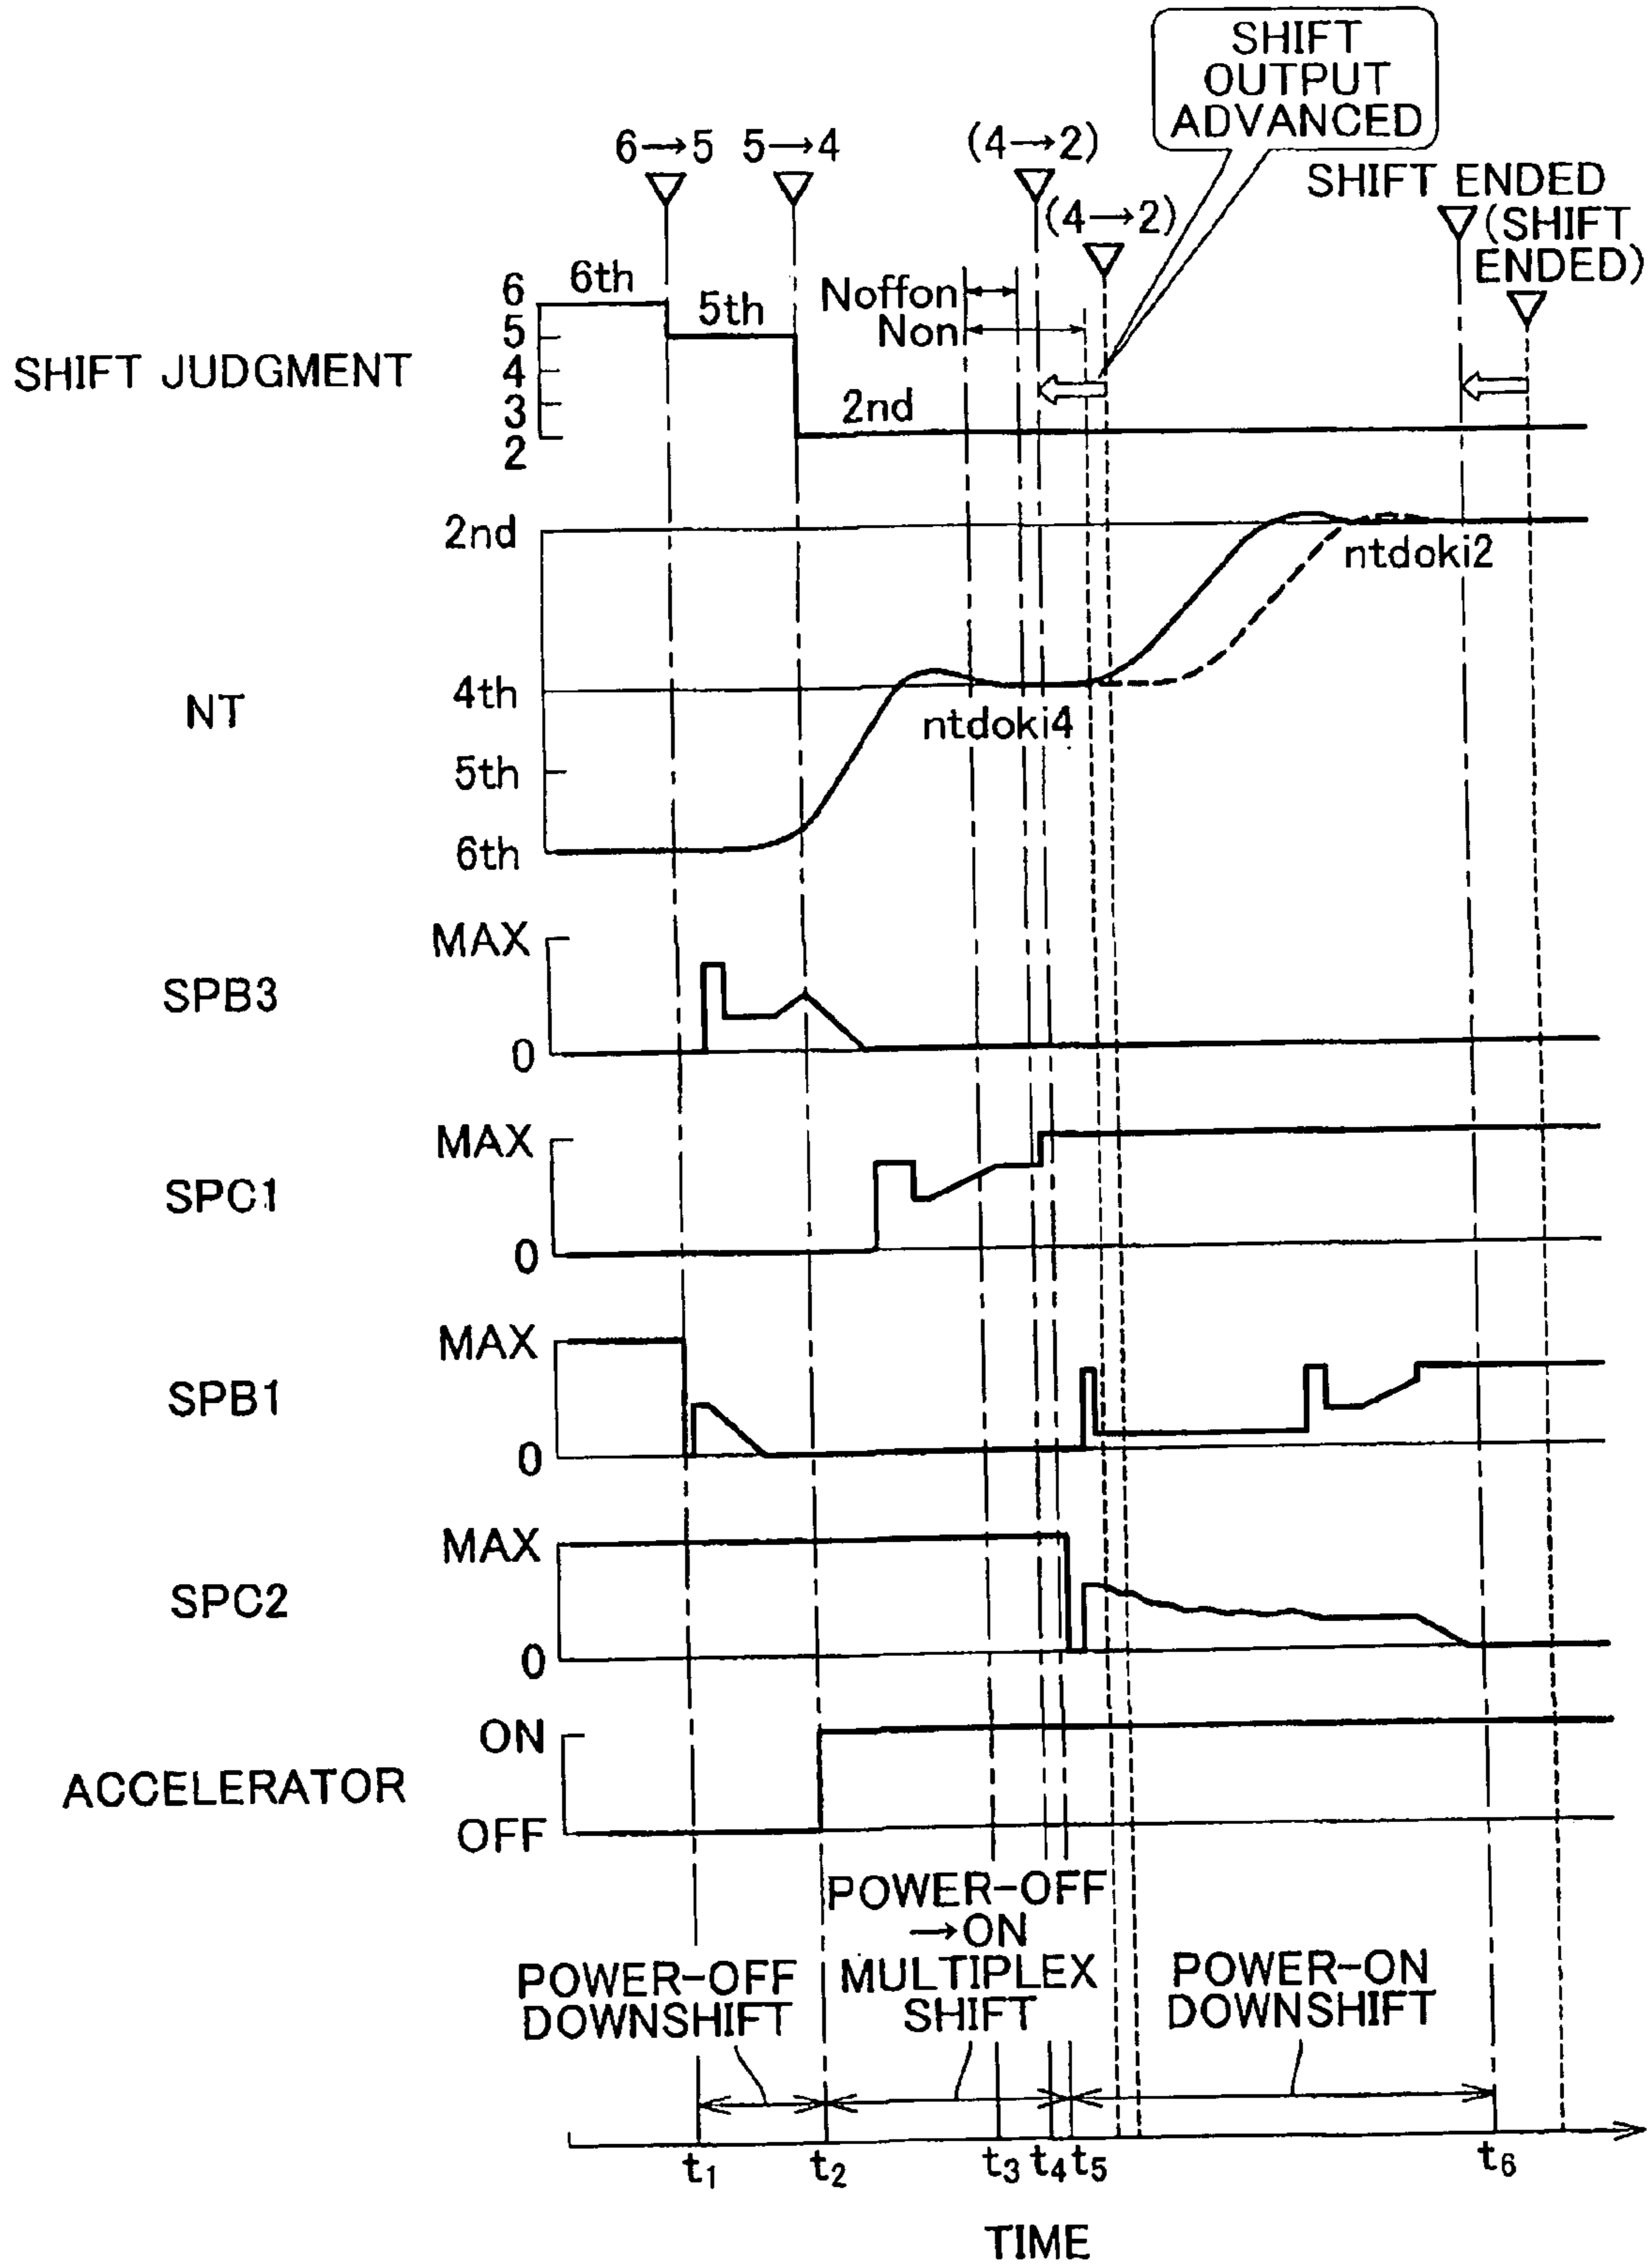 SHIFT
OUTPUT
ADVANCED
6→5 5→4 (4→2)
SHIFT ENDED
(4→2) (SHIFT
ENDED)
6th
6
Noffon
5th
5
Non
SHIFT JUDGMENT
4
3
2nd
2
2nd
ntdoki2
NT
4th
ntdoki4
5th
6th
MAX
SPB3
0
MAX
SPC1
0
MAX
SPB1
0
MAX
SPC2
0
ON
ACCELERATOR
OFF
POWER-OFF
→ON
MULTIPLEX
SHIFT
POWER-OFF
DOWNSHIFT
POWER-ON
DOWNSHIFT
t1 t2 t3 t4 t5 t6
TIME